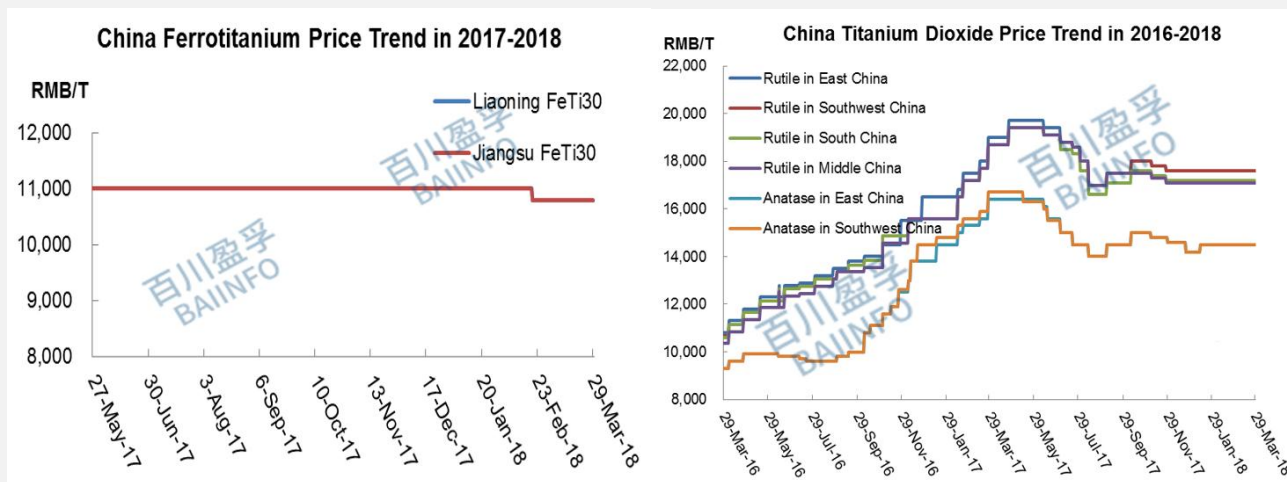 China Ferrotitanium Price Trend in 2017-2018
RMB/T
Liaoning FeTi30
Jiangsu FeTi30
12,000
11,000
10,000
9,000
8,000
27-May-17
30-Jun-17
3-Aug-17
6-Sep-17
10-Oct-17
13-Nov-17
17-Dec-17
20-Jan-18
23-Feb-18
29-Mar-18
百川盈孚
BAIINFO
百川盈孚
BAIINFO
China Titanium Dioxide Price Trend in 2016-2018
RMB/T
22,000
20,000
18,000
16,000
14,000
12,000
10,000
8,000
Rutile in East China
Rutile in Southwest China
Rutile in South China
Rutile in Middle China
Anatase in East China
Anatase in Southwest China
29-Mar-16
29-May-16
29-Jul-16
29-Sep-16
29-Nov-16
29-Jan-17
29-Mar-17
29-May-17
29-Jul-17
29-Sep-17
29-Nov-17
29-Jan-18
29-Mar-18
百川盈孚
BAIINFO
百川盈孚
BAIINFO